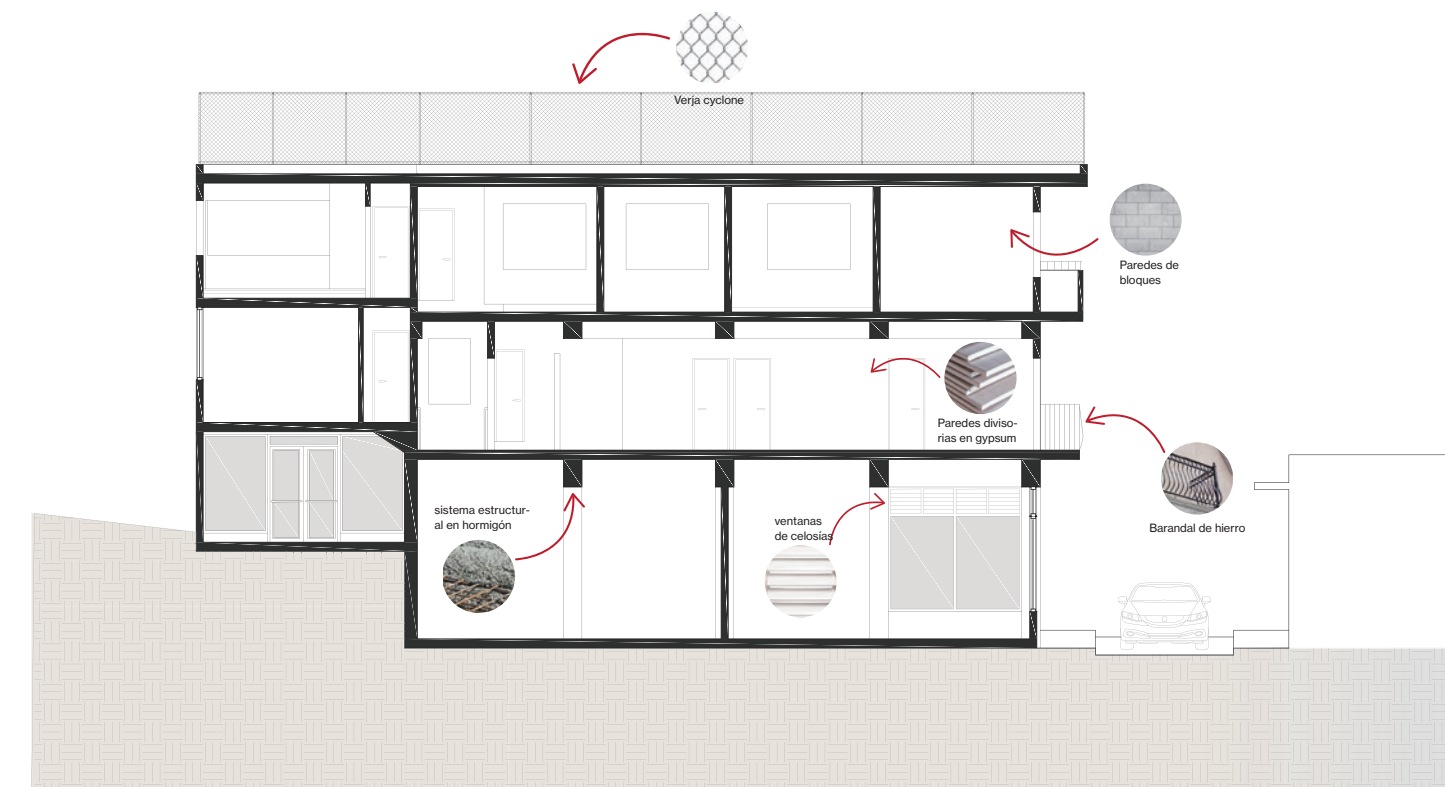 Verja cyclone
Paredes de
bloques
Paredes diviso-
rias en gypsum
sistema estructur-
al en hormigón
ventanas
de celosías
Barandal de hierro